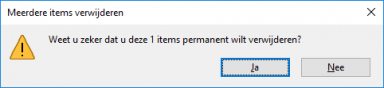 Meerdere items verwijderen
Weet u zeker dat u deze 1 items permanent wilt verwijderen?
Ja
Nee